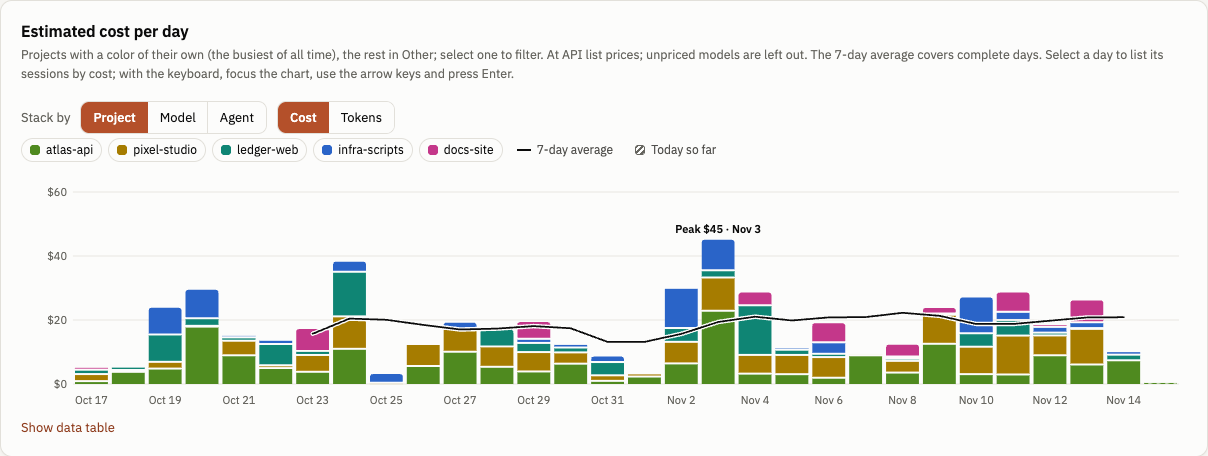 Estimated cost per day
Projects with a color of their own (the busiest of all time), the rest in Other; select one to filter. At API list prices; unpriced models are left out. The 7-day average covers complete days. Select a day to list its
sessions by cost; with the keyboard, focus the chart, use the arrow keys and press Enter.
Stack by Project Model Agent Cost Tokens
atlas-api pixel-studio ledger-web infra-scripts docs-site 7-day average Today so far
$60
Peak $45 · Nov 3
$40
$20
$0
Oct 17 Oct 19 Oct 21 Oct 23 Oct 25 Oct 27 Oct 29 Oct 31 Nov 2 Nov 4 Nov 6 Nov 8 Nov 10 Nov 12 Nov 14
Show data table